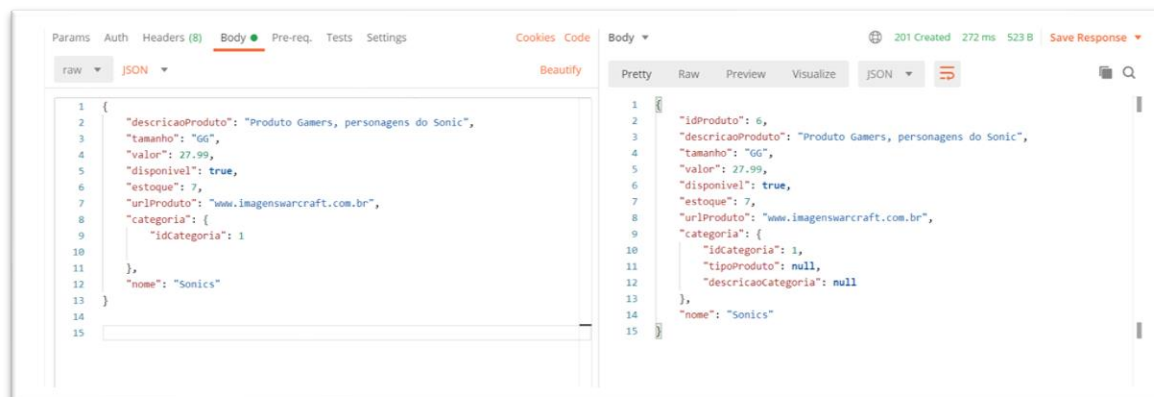 Params Auth Headers (8) Body Pre-req. Tests Settings Cookies Code
raw JSON Beautify
1 {
2 "descricaoProduto": "Produto Gamers, personagens do Sonic",
3 "tamanho": "GG",
4 "valor": 27.99,
5 "disponivel": true,
6 "estoque": 7,
7 "urlProduto": "www.imagenswarcraft.com.br",
8 "categoria": {
9 "idCategoria": 1
10
11 },
12 "nome": "Sonics"
13 }
14
15
Body 201 Created 272 ms 523 B Save Response
Pretty Raw Preview Visualize JSON
1 {
2 "idProduto": 6,
3 "descricaoProduto": "Produto Gamers, personagens do Sonic",
4 "tamanho": "GG",
5 "valor": 27.99,
6 "disponivel": true,
7 "estoque": 7,
8 "urlProduto": "www.imagenswarcraft.com.br",
9 "categoria": {
10 "idCategoria": 1,
11 "tipoProduto": null,
12 "descricaoCategoria": null
13 },
14 "nome": "Sonics"
15 }